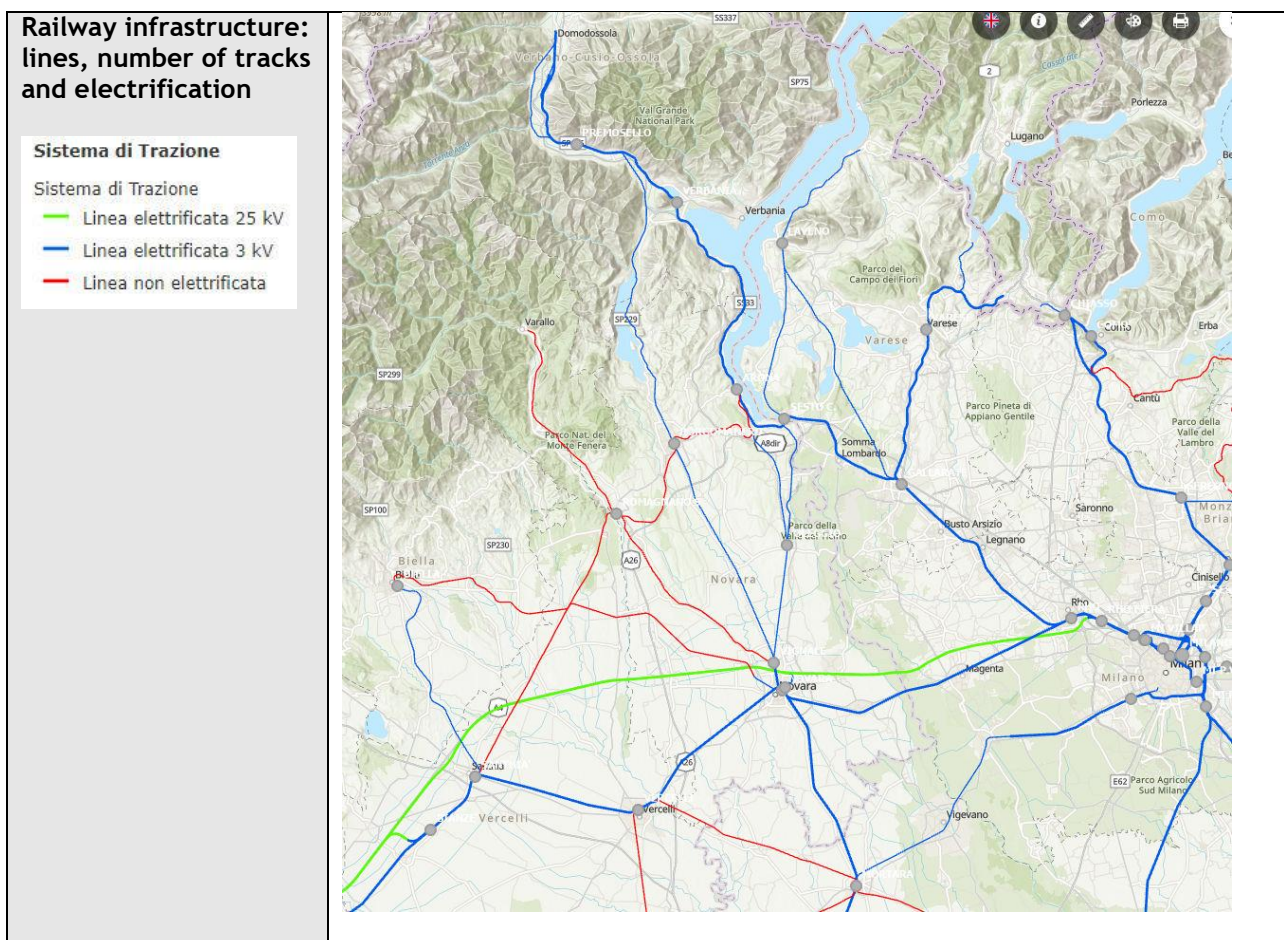 Railway infrastructure:
lines, number of tracks
and electrification
Sistema di Trazione
Sistema di Trazione
Linea elettrificata 25 kV
Linea elettrificata 3 kV
Linea non elettrificata
SS337
Domodossola
Verbano-Cusio-Ossola
SP75
2
Porlezza
Val Grande
National Park
PREMOSELLO
Lugano
VERBANIA
Verbania
Como
LAVENO
Parco del
Campo dei Fiori
SS33
CHIASSO
SP229
Varallo
Varese
Varese
Como
Erba
SP299
Cantù
SESTO C.
Parco Pineta di
Appiano Gentile
Parco della
Valle del
Lambro
Parco Nat. del
Monte Fenera
A8dir
Somma
Lombardo
SP100
Saronno
Busto Arsizio
Legnano
Parco della
SP230
A26
Biella
Novara
Cinisello
Rho
VIGNALE
Magenta
Milano
Novara
A4
A26
E62
Parco Agricolo
Sud Milano
Vercelli
Vercelli
Vigevano
MORTARA